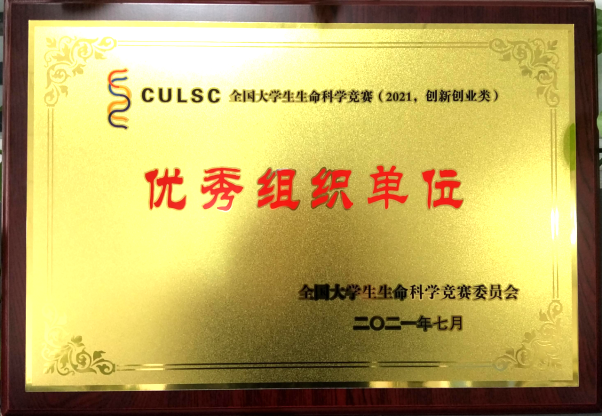 CULSC 全国大学生生命科学竞赛（2021，创新创业类）
优秀组织单位
全国大学生生命科学竞赛委员会
二〇二一年七月